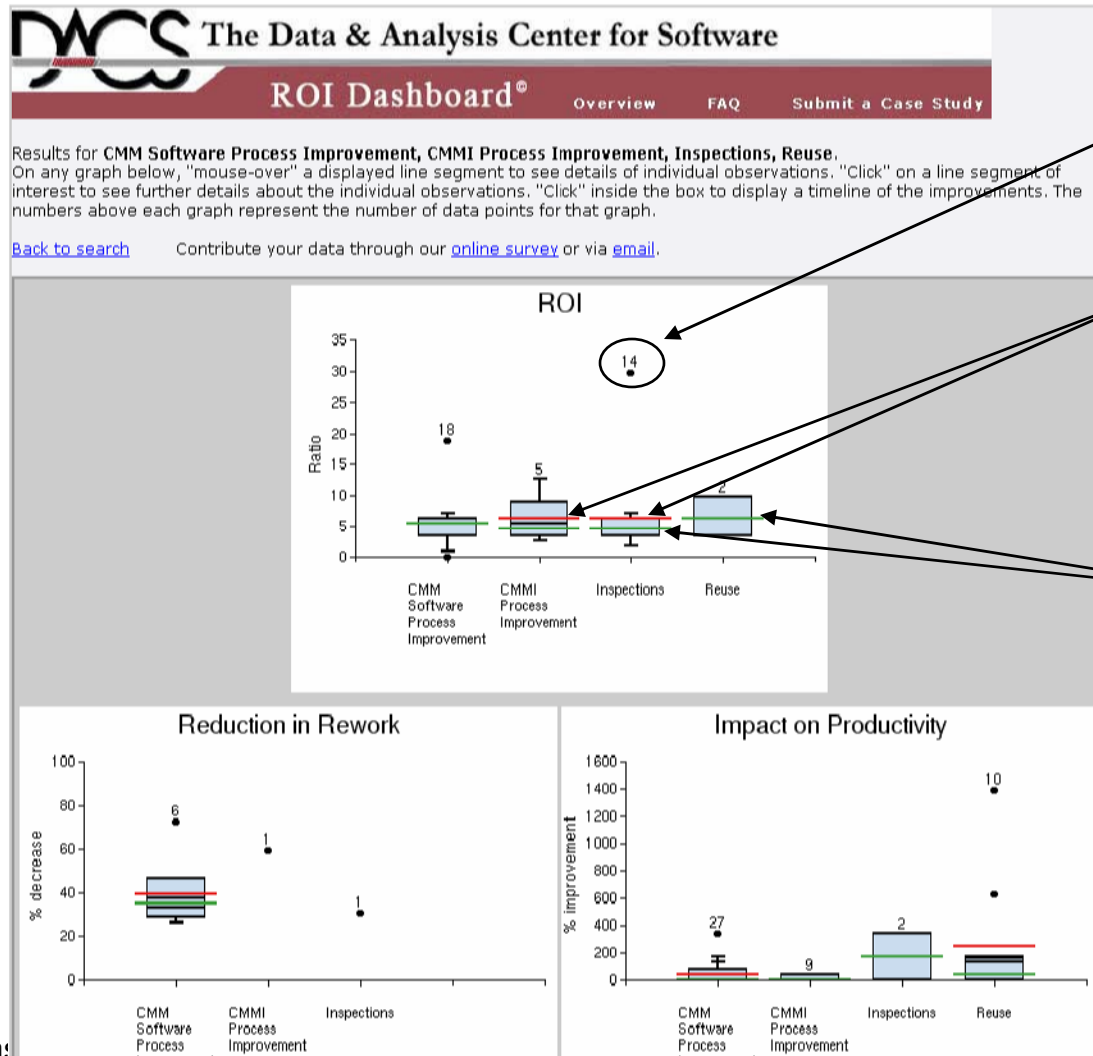 DACS The Data & Analysis Center for Software
ROI Dashboard© Overview FAQ Submit a Case Study
Results for CMM Software Process Improvement, CMMI Process Improvement, Inspections, Reuse.
On any graph below, "mouse-over" a displayed line segment to see details of individual observations. "Click" on a line segment of
interest to see further details about the individual observations. "Click" inside the box to display a timeline of the improvements. The
numbers above each graph represent the number of data points for that graph.
Back to search Contribute your data through our online survey or via email.
ROI
Ratio
35
30
25
20
15
10
5
0
18
5
14
2
CMM
Software
Process
Improvement
CMMI
Process
Improvement
Inspections
Reuse
Reduction in Rework
% decrease
100
80
60
40
20
0
6
1
1
CMM
Software
Process
CMMI
Process
Improvement
Inspections
Impact on Productivity
% improvement
1600
1400
1200
1000
800
600
400
200
0
27
9
2
10
CMM
Software
Process
CMMI
Process
Improvement
Inspections
Reuse